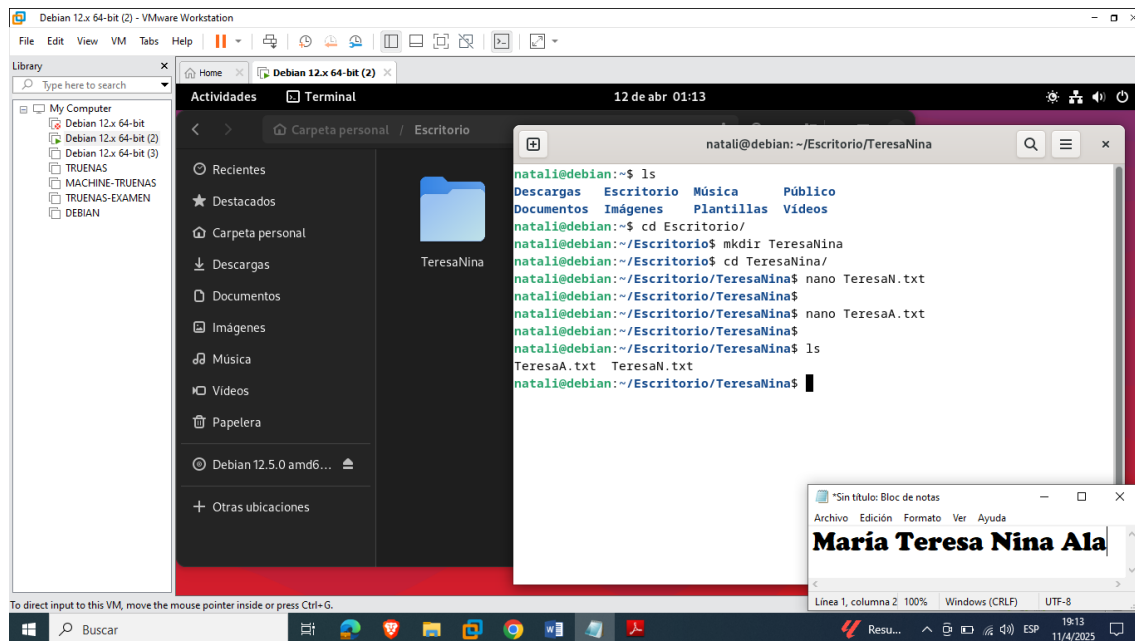 Debian 12.x 64-bit (2) - VMware Workstation
File Edit View VM Tabs Help
Library
Type here to search
My Computer
Debian 12.x 64-bit
Debian 12.x 64-bit (2)
Debian 12.x 64-bit (3)
TRUENAS
MACHINE-TRUENAS
TRUENAS-EXAMEN
DEBIAN
Home
Debian 12.x 64-bit (2)
Actividades Terminal 12 de abr 01:13
Carpeta personal / Escritorio
Recientes
Destacados
Carpeta personal
Descargas
Documentos
Imágenes
Música
Vídeos
Papelera
Debian 12.5.0 amd6...
Otras ubicaciones
TeresaNina
natali@debian: ~/Escritorio/TeresaNina
natali@debian:~$ ls
Descargas Escritorio Música Público
Documentos Imágenes Plantillas Vídeos
natali@debian:~$ cd Escritorio/
natali@debian:~/Escritorio$ mkdir TeresaNina
natali@debian:~/Escritorio$ cd TeresaNina/
natali@debian:~/Escritorio/TeresaNina$ nano TeresaN.txt
natali@debian:~/Escritorio/TeresaNina$
natali@debian:~/Escritorio/TeresaNina$ nano TeresaA.txt
natali@debian:~/Escritorio/TeresaNina$
natali@debian:~/Escritorio/TeresaNina$ ls
TeresaA.txt TeresaN.txt
natali@debian:~/Escritorio/TeresaNina$
*Sin título: Bloc de notas
Archivo Edición Formato Ver Ayuda
María Teresa Nina Ala
Línea 1, columna 2 100% Windows (CRLF) UTF-8
To direct input to this VM, move the mouse pointer inside or press Ctrl+G.
Buscar
Resu... ESP
19:13
11/4/2025